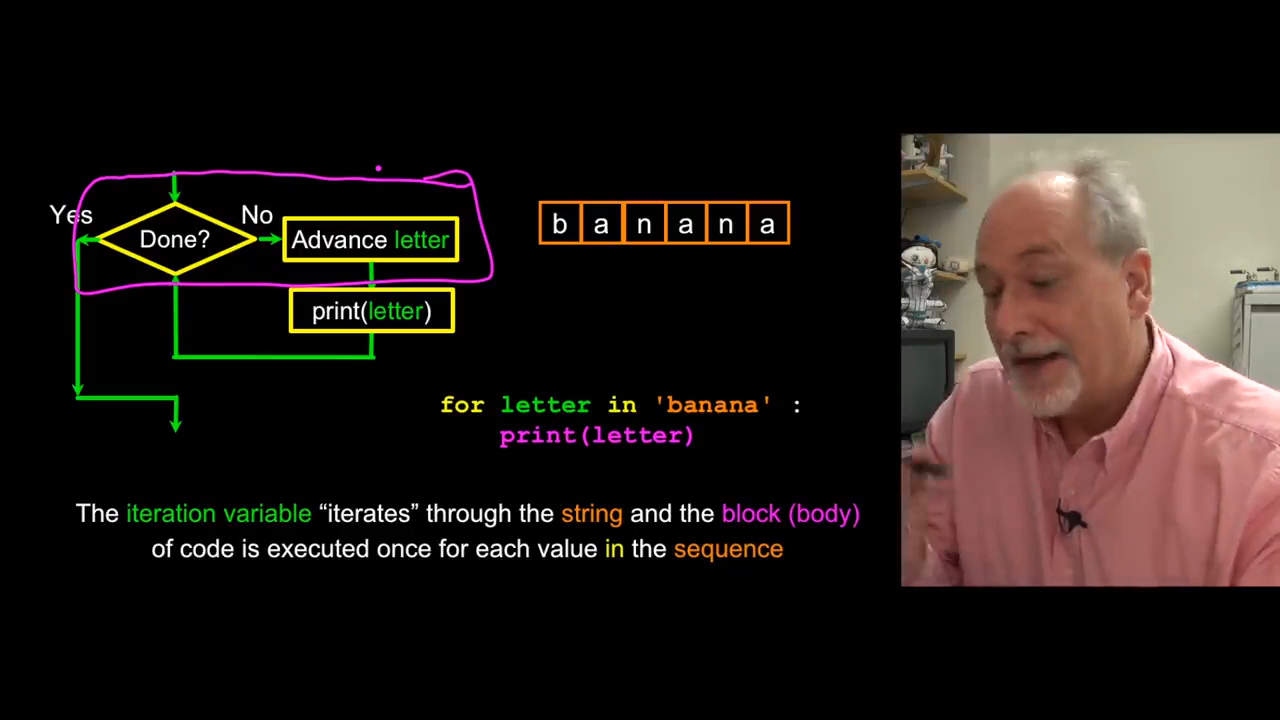 Yes
No
Done?
Advance letter
print(letter)
b a n a n a
for letter in 'banana' :
print(letter)
The iteration variable “iterates” through the string and the block (body)
of code is executed once for each value in the sequence